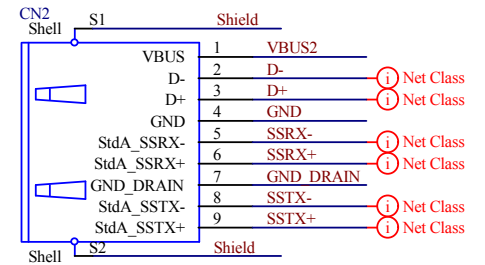 CN2
Shell S1 Shield
VBUS 1 VBUS2
D- 2 D- i Net Class
D+ 3 D+ i Net Class
GND 4 GND
StdA_SSRX- 5 SSRX- i Net Class
StdA_SSRX+ 6 SSRX+ i Net Class
GND_DRAIN 7 GND_DRAIN
StdA_SSTX- 8 SSTX- i Net Class
StdA_SSTX+ 9 SSTX+ i Net Class
Shell S2 Shield